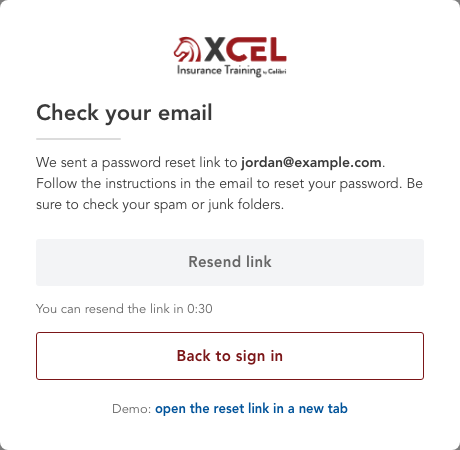 XCEL
Insurance Training by Colibri
Check your email
We sent a password reset link to jordan@example.com.
Follow the instructions in the email to reset your password. Be
sure to check your spam or junk folders.
Resend link
You can resend the link in 0:30
Back to sign in
Demo: open the reset link in a new tab